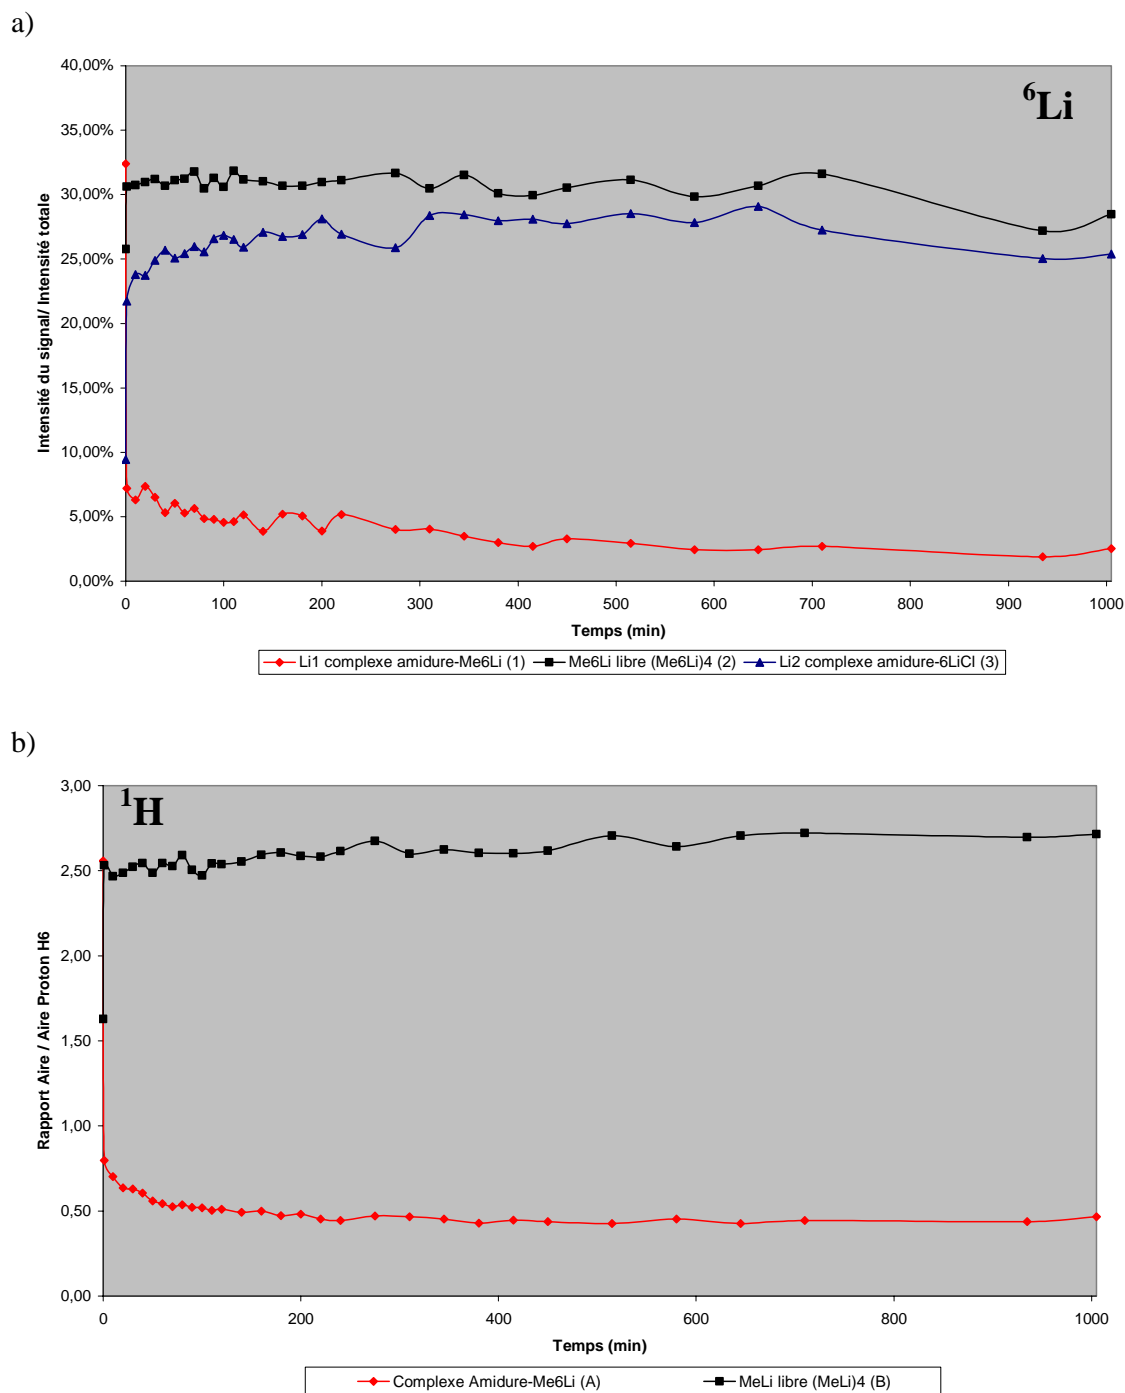 a)
40,00%
35,00%
30,00%
25,00%
20,00%
15,00%
10,00%
5,00%
0,00%
Intensité du signal/ Intensité totale
6Li
0 100 200 300 400 500 600 700 800 900 1000
Temps (min)
Li1 complexe amidure-Me6Li (1) Me6Li libre (Me6Li)4 (2) Li2 complexe amidure-6LiCl (3)
b)
3,00
2,50
2,00
1,50
1,00
0,50
0,00
Rapport Aire / Aire Proton H6
1H
0 200 400 600 800 1000
Temps (min)
Complexe Amidure-Me6Li (A) MeLi libre (MeLi)4 (B)